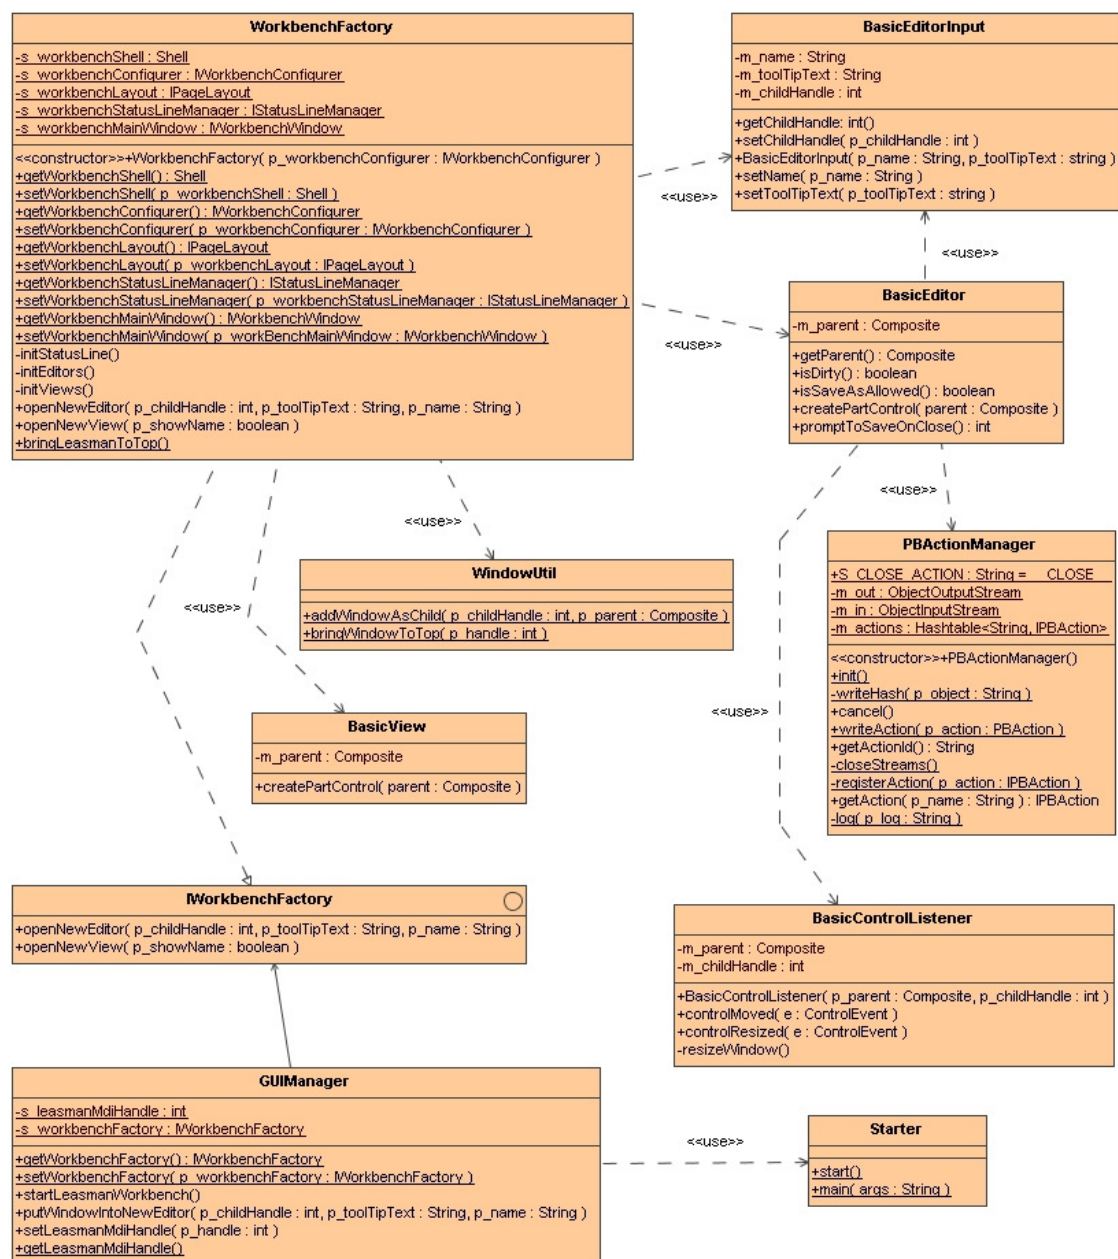 WorkbenchFactory
-s_workbenchShell : Shell
-s_workbenchConfigurer : IWorkbenchConfigurer
-s_workbenchLayout : IPageLayout
-s_workbenchStatusLineManager : IStatusLineManager
-s_workbenchMainWindow : IWorkbenchWindow
<<constructor>>+WorkbenchFactory( p_workbenchConfigurer : IWorkbenchConfigurer )
+getWorkbenchShell() : Shell
+setWorkbenchShell( p_workbenchShell : Shell )
+getWorkbenchConfigurer() : IWorkbenchConfigurer
+setWorkbenchConfigurer( p_workbenchConfigurer : IWorkbenchConfigurer )
+getWorkbenchLayout() : IPageLayout
+setWorkbenchLayout( p_workbenchLayout : IPageLayout )
+getWorkbenchStatusLineManager() : IStatusLineManager
+setWorkbenchStatusLineManager( p_workbenchStatusLineManager : IStatusLineManager )
+getWorkbenchMainWindow() : IWorkbenchWindow
+setWorkbenchMainWindow( p_workBenchMainWindow : IWorkbenchWindow )
-initStatusLine()
-initEditors()
-initViews()
+openNewEditor( p_childHandle : int, p_toolTipText : String, p_name : String )
+openNewView( p_showName : boolean )
+bringLeasmanToTop()
BasicEditorInput
-m_name : String
-m_toolTipText : String
-m_childHandle : int
+getChildHandle: int()
+setChildHandle( p_childHandle : int )
+BasicEditorInput( p_name : String, p_toolTipText : string )
+setName( p_name : String )
+setToolTipText( p_toolTipText : string )
<<use>>
<<use>>
<<use>>
BasicEditor
-m_parent : Composite
+getParent() : Composite
+isDirty() : boolean
+isSaveAsAllowed() : boolean
+createPartControl( parent : Composite )
+promptToSaveOnClose() : int
<<use>>
<<use>>
<<use>>
<<use>>
WindowUtil
+addWindowAsChild( p_childHandle : int, p_parent : Composite )
+bringWindowToTop( p_handle : int )
PBActionManager
+S_CLOSE_ACTION : String = __CLOSE__
-m_out : ObjectOutputStream
-m_in : ObjectInputStream
-m_actions : Hashtable<String, IPBAction>
<<constructor>>+PBActionManager()
+init()
-writeHash( p_object : String )
+cancel()
+writeAction( p_action : PBAction )
+getActionId() : String
-closeStreams()
-registerAction( p_action : IPBAction )
+getAction( p_name : String ) : IPBAction
-log( p_log : String )
BasicView
-m_parent : Composite
+createPartControl( parent : Composite )
IWorkbenchFactory
+openNewEditor( p_childHandle : int, p_toolTipText : String, p_name : String )
+openNewView( p_showName : boolean )
BasicControlListener
-m_parent : Composite
-m_childHandle : int
+BasicControlListener( p_parent : Composite, p_childHandle : int )
+controlMoved( e : ControlEvent )
+controlResized( e : ControlEvent )
-resizeWindow()
GUIManager
-s_leasmanMdiHandle : int
-s_workbenchFactory : IWorkbenchFactory
+getWorkbenchFactory() : IWorkbenchFactory
+setWorkbenchFactory( p_workbenchFactory : IWorkbenchFactory )
+startLeasmanWorkbench()
+putWindowIntoNewEditor( p_childHandle : int, p_toolTipText : String, p_name : String )
+setLeasmanMdiHandle( p_handle : int )
+getLeasmanMdiHandle()
<<use>>
Starter
+start()
+main( args : String )